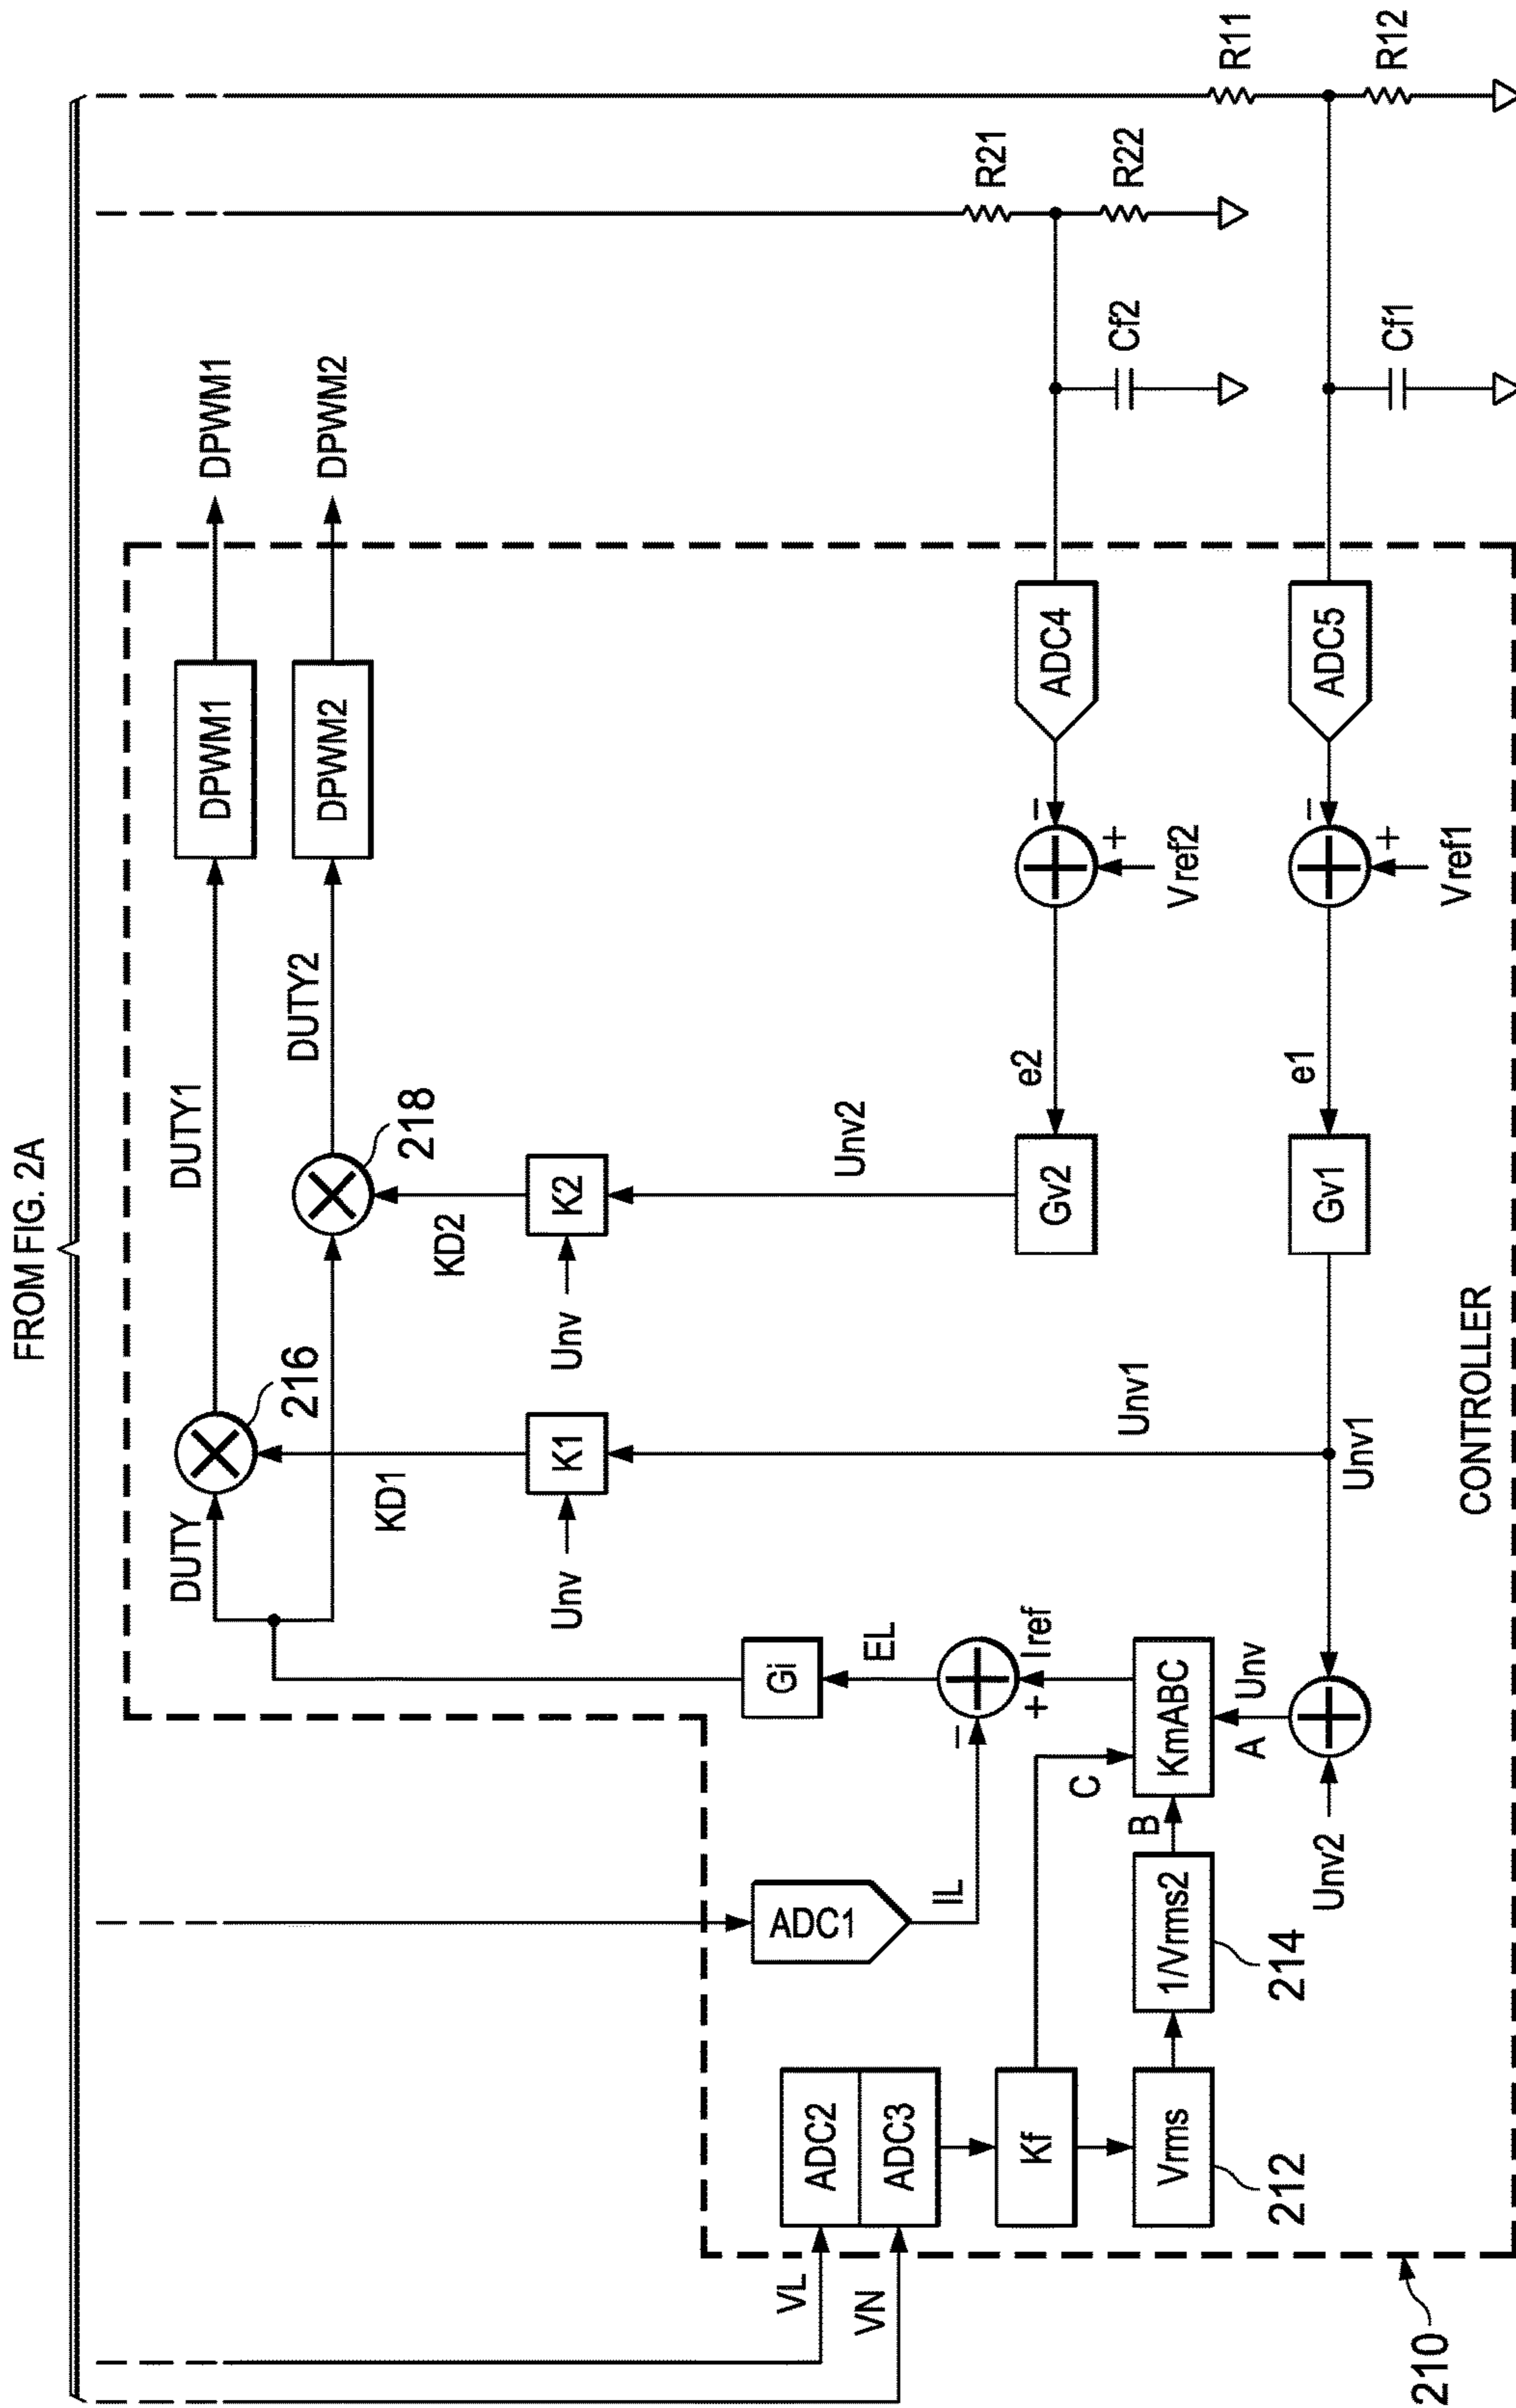 FROM FIG. 2A
R11
R12
R21
R22
Cf2
Cf1
DPWM1
DPWM2
DPWM1
DPWM2
ADC4
ADC5
−
+
Vref2
−
+
Vref1
DUTY1
DUTY2
218
e2
e1
Unv2
K2
KD2
Unv
Gv2
Gv1
216
DUTY
KD1
K1
Unv
Unv1
Unv1
CONTROLLER
Gi
EL
Iref
−
+
KmABC
Unv
A
C
B
Unv2
ADC1
IL
1/Vrms2
214
ADC2
ADC3
Kf
Vrms
212
VL
VN
210